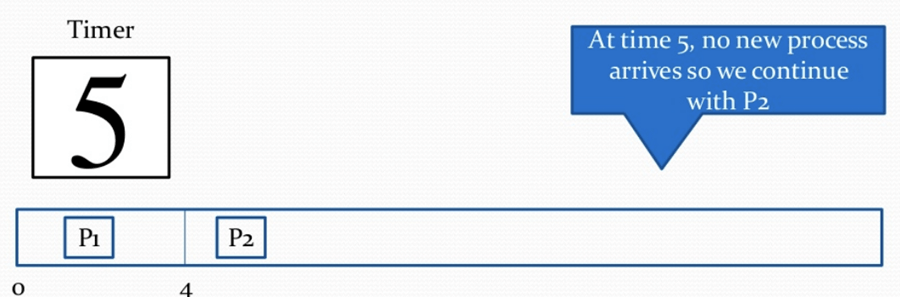 Timer
5
At time 5, no new process
arrives so we continue
with P2
P1
P2
0
4